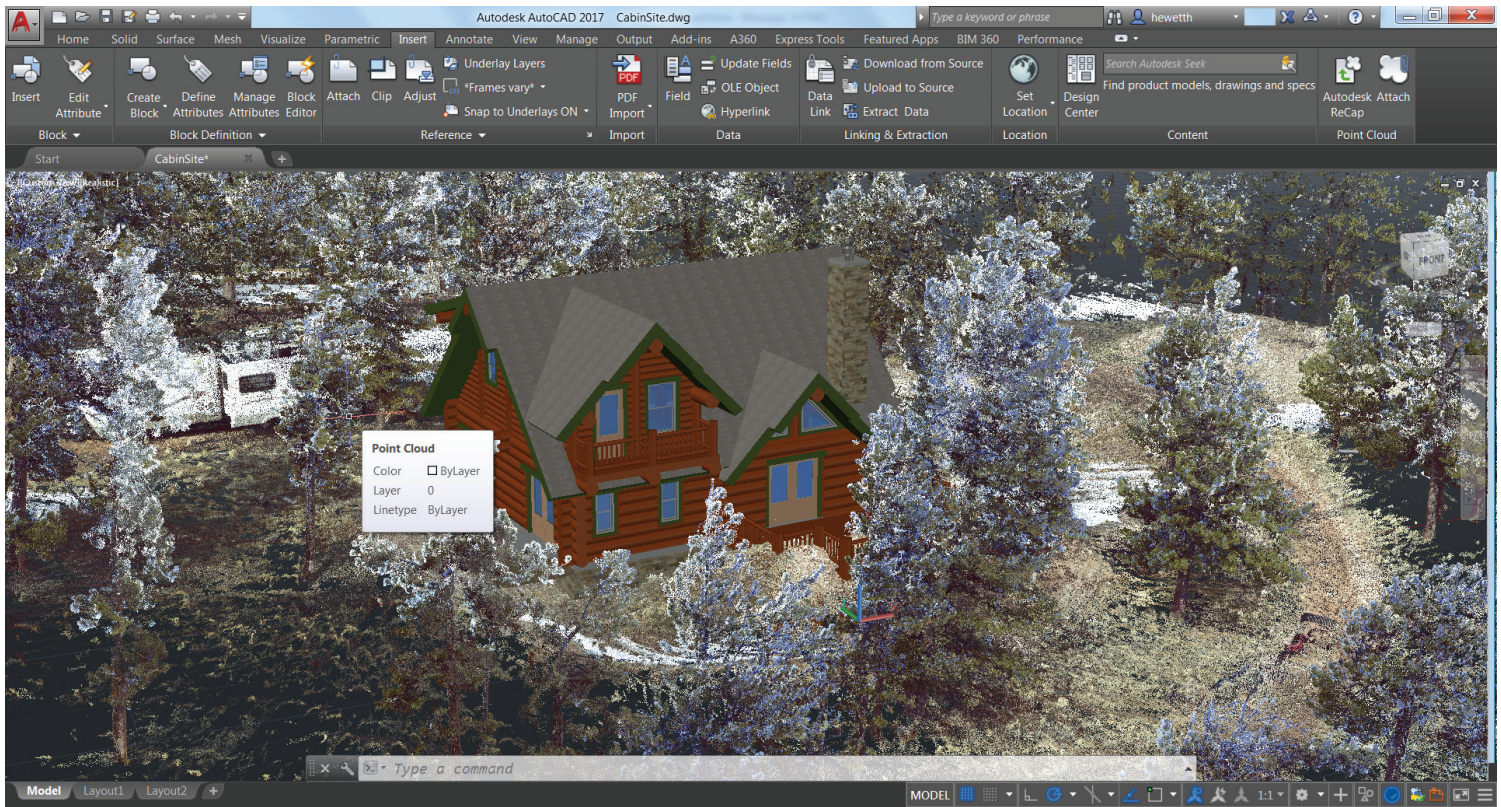 Autodesk AutoCAD 2017 CabinSite.dwg
Type a keyword or phrase
hewetth
Home Solid Surface Mesh Visualize Parametric Insert Annotate View Manage Output Add-ins A360 Express Tools Featured Apps BIM 360 Performance
Insert
Edit
Attribute
Create
Block
Define
Attributes
Manage
Attributes
Block
Editor
Attach
Clip
Adjust
Underlay Layers
*Frames vary*
Snap to Underlays ON
PDF
PDF
Import
Field
Update Fields
OLE Object
Hyperlink
Data
Link
Download from Source
Upload to Source
Extract Data
Set
Location
Design
Center
Search Autodesk Seek
Find product models, drawings and specs
Autodesk
ReCap
Attach
Block Block Definition Reference Import Data Linking & Extraction Location Content Point Cloud
Start CabinSite*
FRONT
Point Cloud
Color ByLayer
Layer 0
Linetype ByLayer
Type a command
Model Layout1 Layout2 +
MODEL 1:1